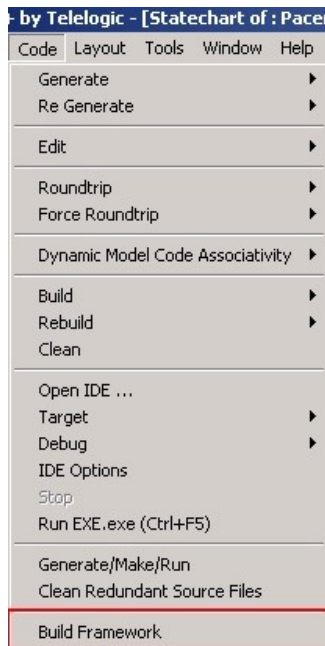 by Telelogic - [Statechart of : Pacer
Code Layout Tools Window Help
Generate
Re Generate
Edit
Roundtrip
Force Roundtrip
Dynamic Model Code Associativity
Build
Rebuild
Clean
Open IDE ...
Target
Debug
IDE Options
Stop
Run EXE.exe (Ctrl+F5)
Generate/Make/Run
Clean Redundant Source Files
Build Framework